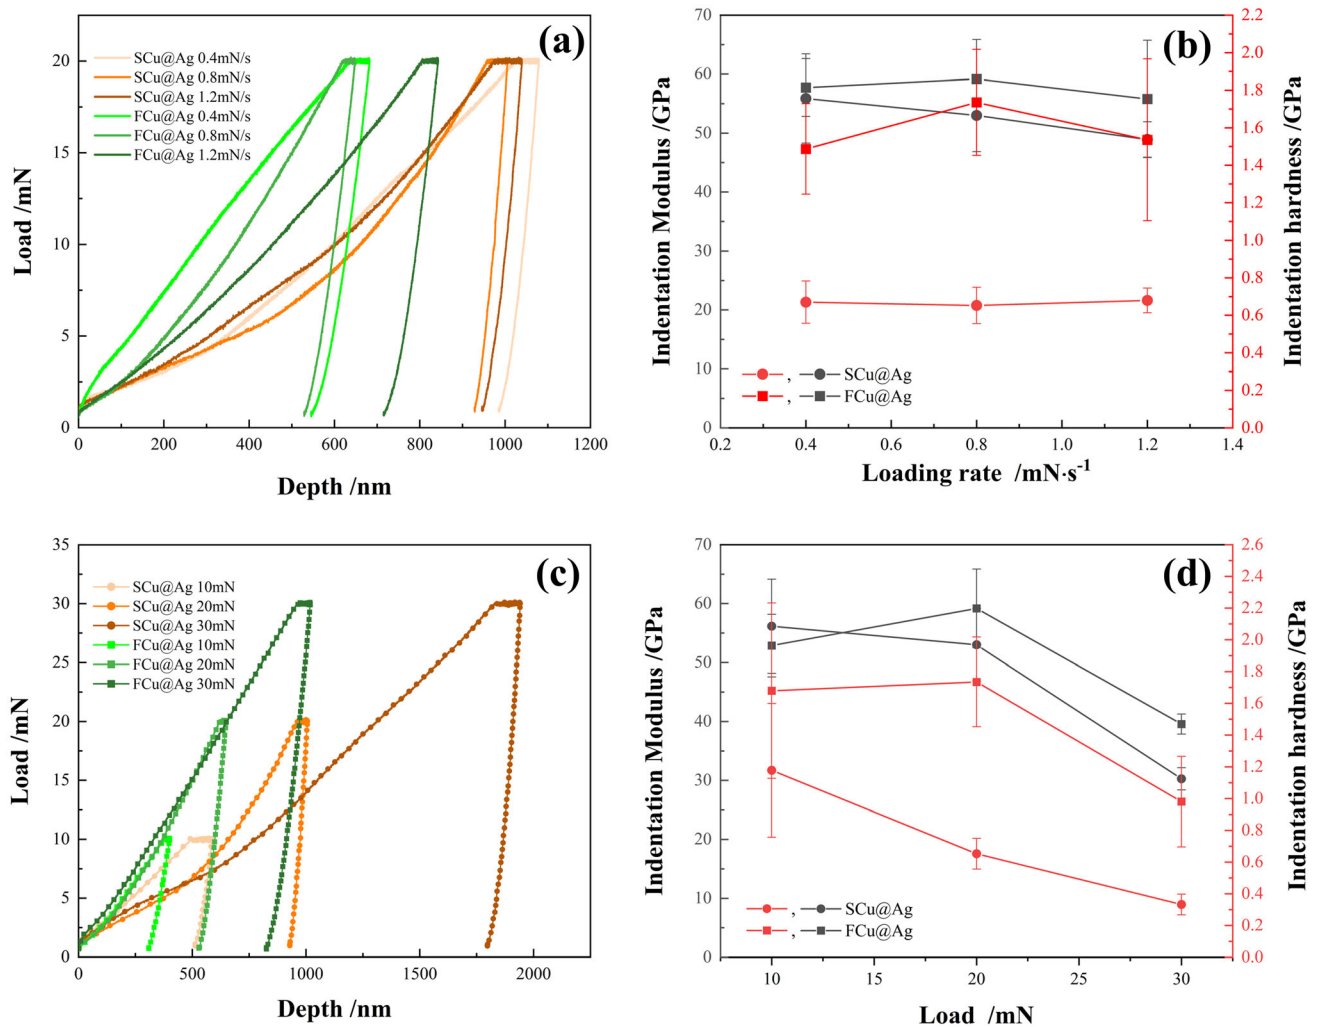 (a)
SCu@Ag 0.4mN/s
SCu@Ag 0.8mN/s
SCu@Ag 1.2mN/s
FCu@Ag 0.4mN/s
FCu@Ag 0.8mN/s
FCu@Ag 1.2mN/s
20
15
10
5
0
Load /mN
0 200 400 600 800 1000 1200
Depth /nm
(b)
70
60
50
40
30
20
10
0
Indentation Modulus /GPa
2.2
2.0
1.8
1.6
1.4
1.2
1.0
0.8
0.6
0.4
0.2
0.0
Indentation hardness /GPa
, SCu@Ag
, FCu@Ag
0.2 0.4 0.6 0.8 1.0 1.2 1.4
Loading rate /mN·s-1
(c)
SCu@Ag 10mN
SCu@Ag 20mN
SCu@Ag 30mN
FCu@Ag 10mN
FCu@Ag 20mN
FCu@Ag 30mN
35
30
25
20
15
10
5
0
Load /mN
0 500 1000 1500 2000
Depth /nm
(d)
70
60
50
40
30
20
10
0
Indentation Modulus /GPa
2.6
2.4
2.2
2.0
1.8
1.6
1.4
1.2
1.0
0.8
0.6
0.4
0.2
0.0
Indentation hardness /GPa
, SCu@Ag
, FCu@Ag
10 15 20 25 30
Load /mN